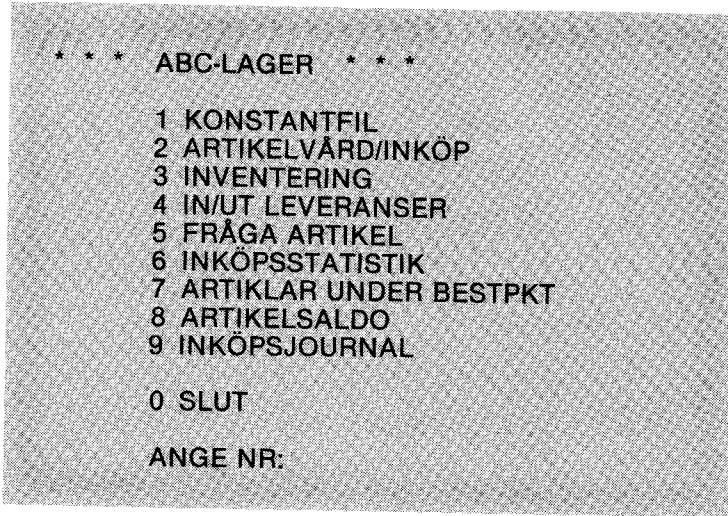 * * * ABC-LAGER * * *
1 KONSTANTFIL
2 ARTIKELVÅRD/INKÖP
3 INVENTERING
4 IN/UT LEVERANSER
5 FRÅGA ARTIKEL
6 INKÖPSSTATISTIK
7 ARTIKLAR UNDER BESTPKT
8 ARTIKELSALDO
9 INKÖPSJOURNAL
0 SLUT
ANGE NR: